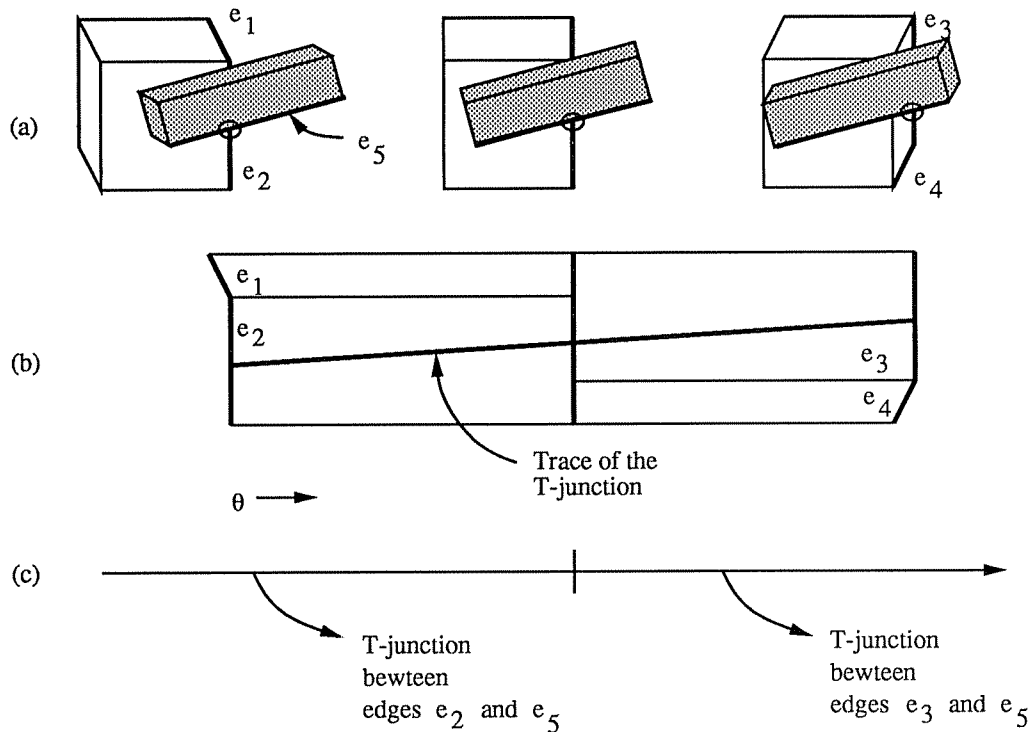 e1
e3
(a)
e5
e2
e4
e1
e2
(b)
e3
e4
Trace of the
T-junction
θ
(c)
T-junction
bewteen
edges e2 and e5
T-junction
bewteen
edges e3 and e5